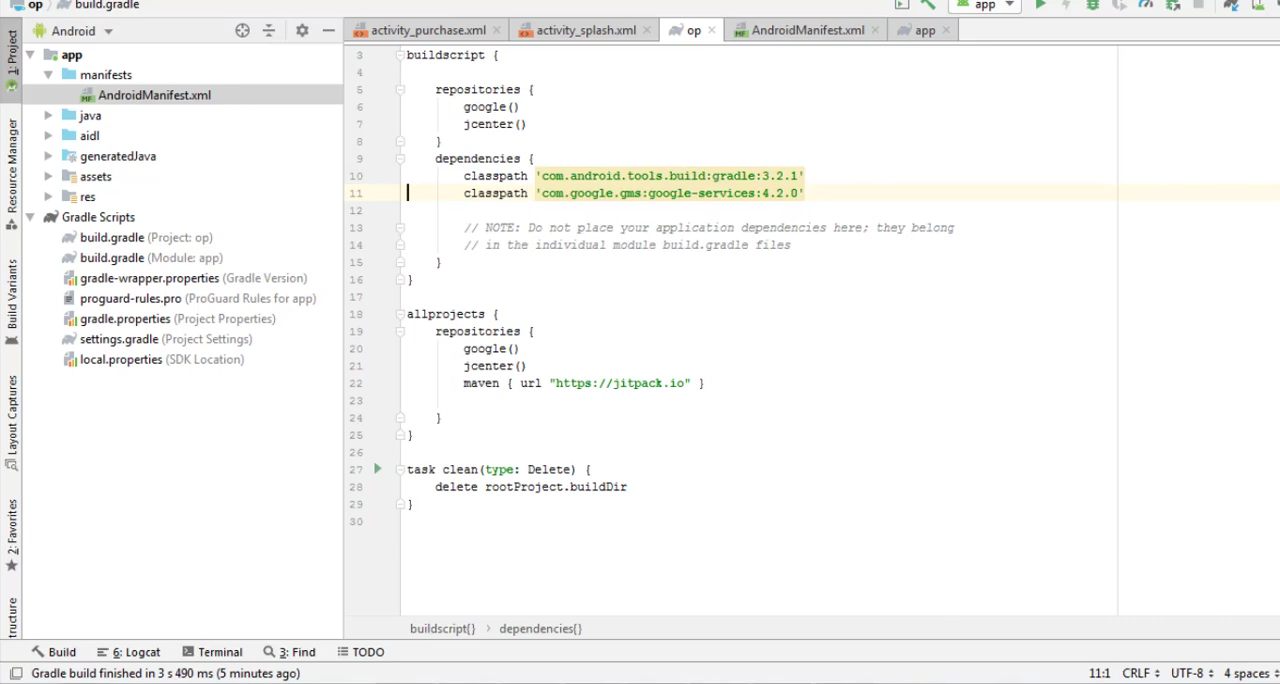 op build.gradle
app
Android
activity_purchase.xml
activity_splash.xml
op
AndroidManifest.xml
app
1: Project
Resource Manager
Build Variants
Layout Captures
2: Favorites
app
manifests
AndroidManifest.xml
java
aidl
generatedJava
assets
res
Gradle Scripts
build.gradle (Project: op)
build.gradle (Module: app)
gradle-wrapper.properties (Gradle Version)
proguard-rules.pro (ProGuard Rules for app)
gradle.properties (Project Properties)
settings.gradle (Project Settings)
local.properties (SDK Location)
3 buildscript {
4
5 repositories {
6 google()
7 jcenter()
8 }
9 dependencies {
10 classpath 'com.android.tools.build:gradle:3.2.1'
11 classpath 'com.google.gms:google-services:4.2.0'
12
13 // NOTE: Do not place your application dependencies here; they belong
14 // in the individual module build.gradle files
15 }
16 }
17
18 allprojects {
19 repositories {
20 google()
21 jcenter()
22 maven { url "https://jitpack.io" }
23
24 }
25 }
26
27 task clean(type: Delete) {
28 delete rootProject.buildDir
29 }
30
buildscript{} › dependencies{}
Build
6: Logcat
Terminal
3: Find
TODO
Gradle build finished in 3 s 490 ms (5 minutes ago)
11:1 CRLF UTF-8 4 spaces